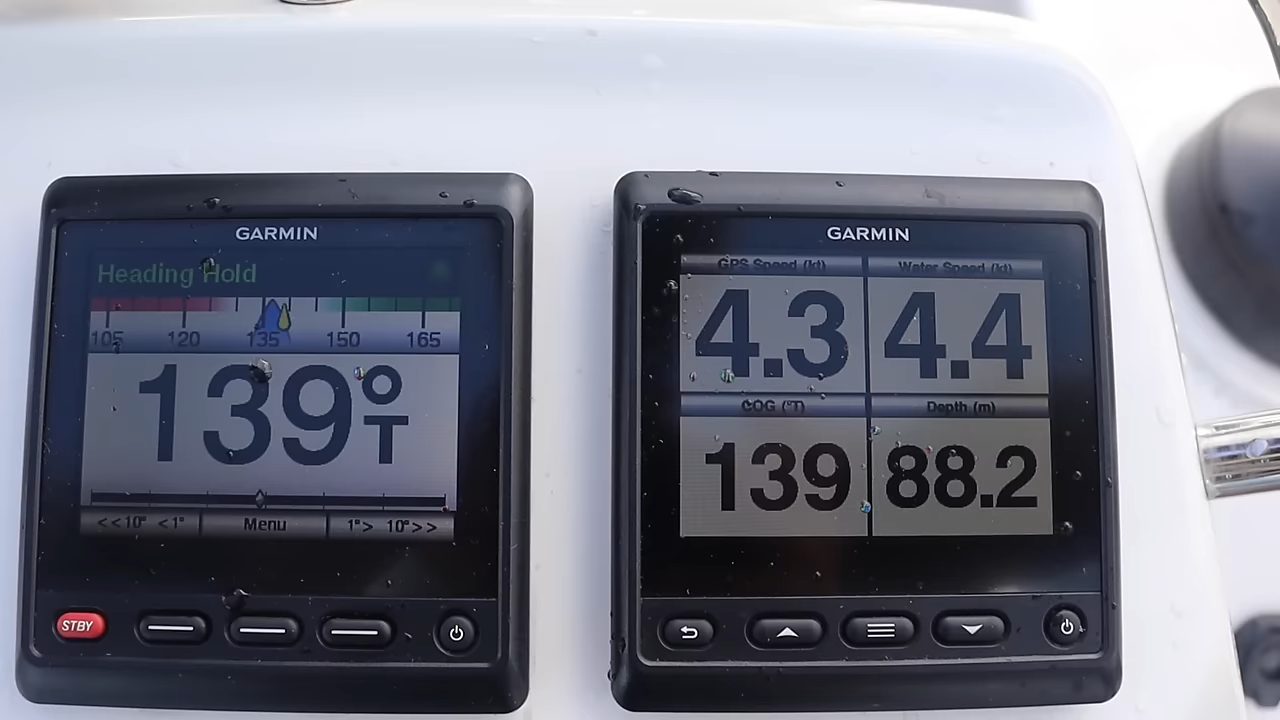 GARMIN
Heading Hold
105 120 135 150 165
139°T
<<10° <1° Menu 1°> 10°>>
STBY
GARMIN
GPS Speed (kt) Water Speed (kt)
4.3 4.4
COG (°T) Depth (m)
139 88.2